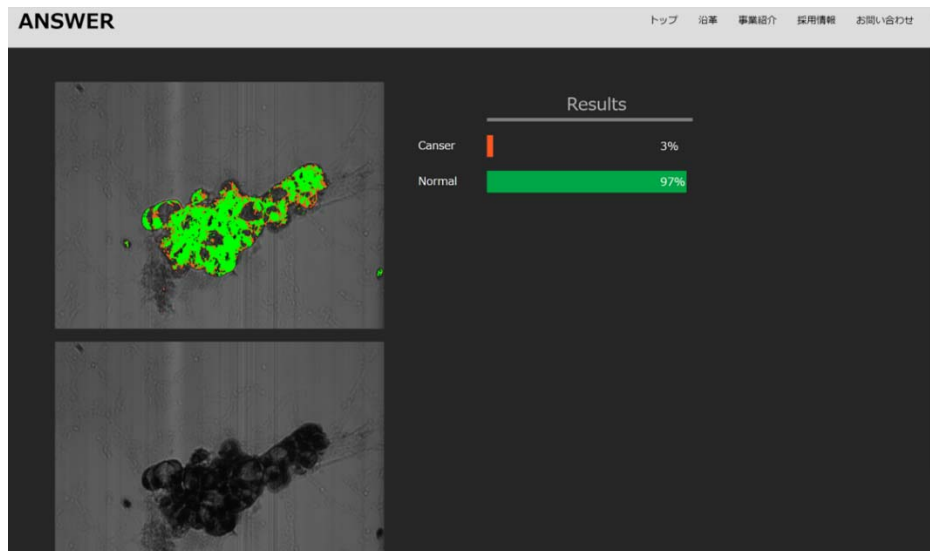 ANSWER
トップ 沿革 事業紹介 採用情報 お問い合わせ
Results
Canser 3%
Normal 97%